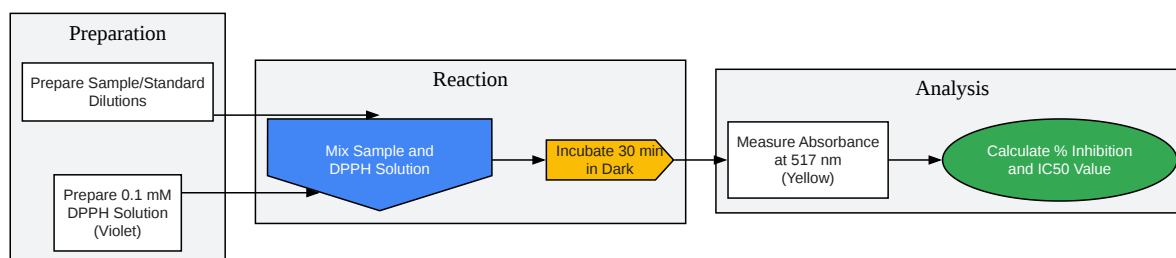 Preparation
Prepare Sample/Standard
Dilutions
Prepare 0.1 mM
DPPH Solution
(Violet)
Reaction
Mix Sample and
DPPH Solution
Incubate 30 min
in Dark
Analysis
Measure Absorbance
at 517 nm
(Yellow)
Calculate % Inhibition
and IC50 Value